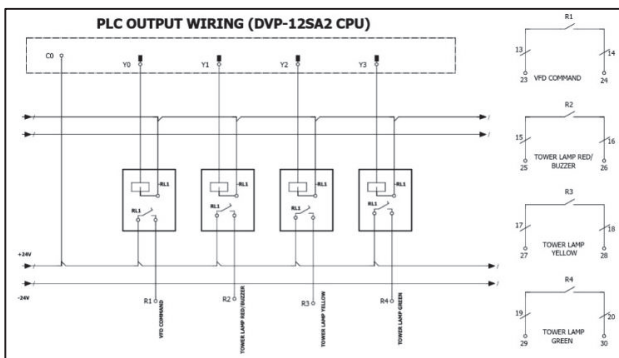 PLC OUTPUT WIRING (DVP-12SA2 CPU)
C0
Y0
Y1
Y2
Y3
-RL1
-RL1
-RL1
-RL1
RL1
RL1
RL1
RL1
+24V
-24V
R1
VFD COMMAND
R2
TOWER LAMP RED/BUZZER
R3
TOWER LAMP YELLOW
R4
TOWER LAMP GREEN
R1
13
14
23
VFD COMMAND
24
R2
15
16
25
TOWER LAMP RED/
BUZZER
26
R3
17
18
27
TOWER LAMP
YELLOW
28
R4
19
20
29
TOWER LAMP
GREEN
30